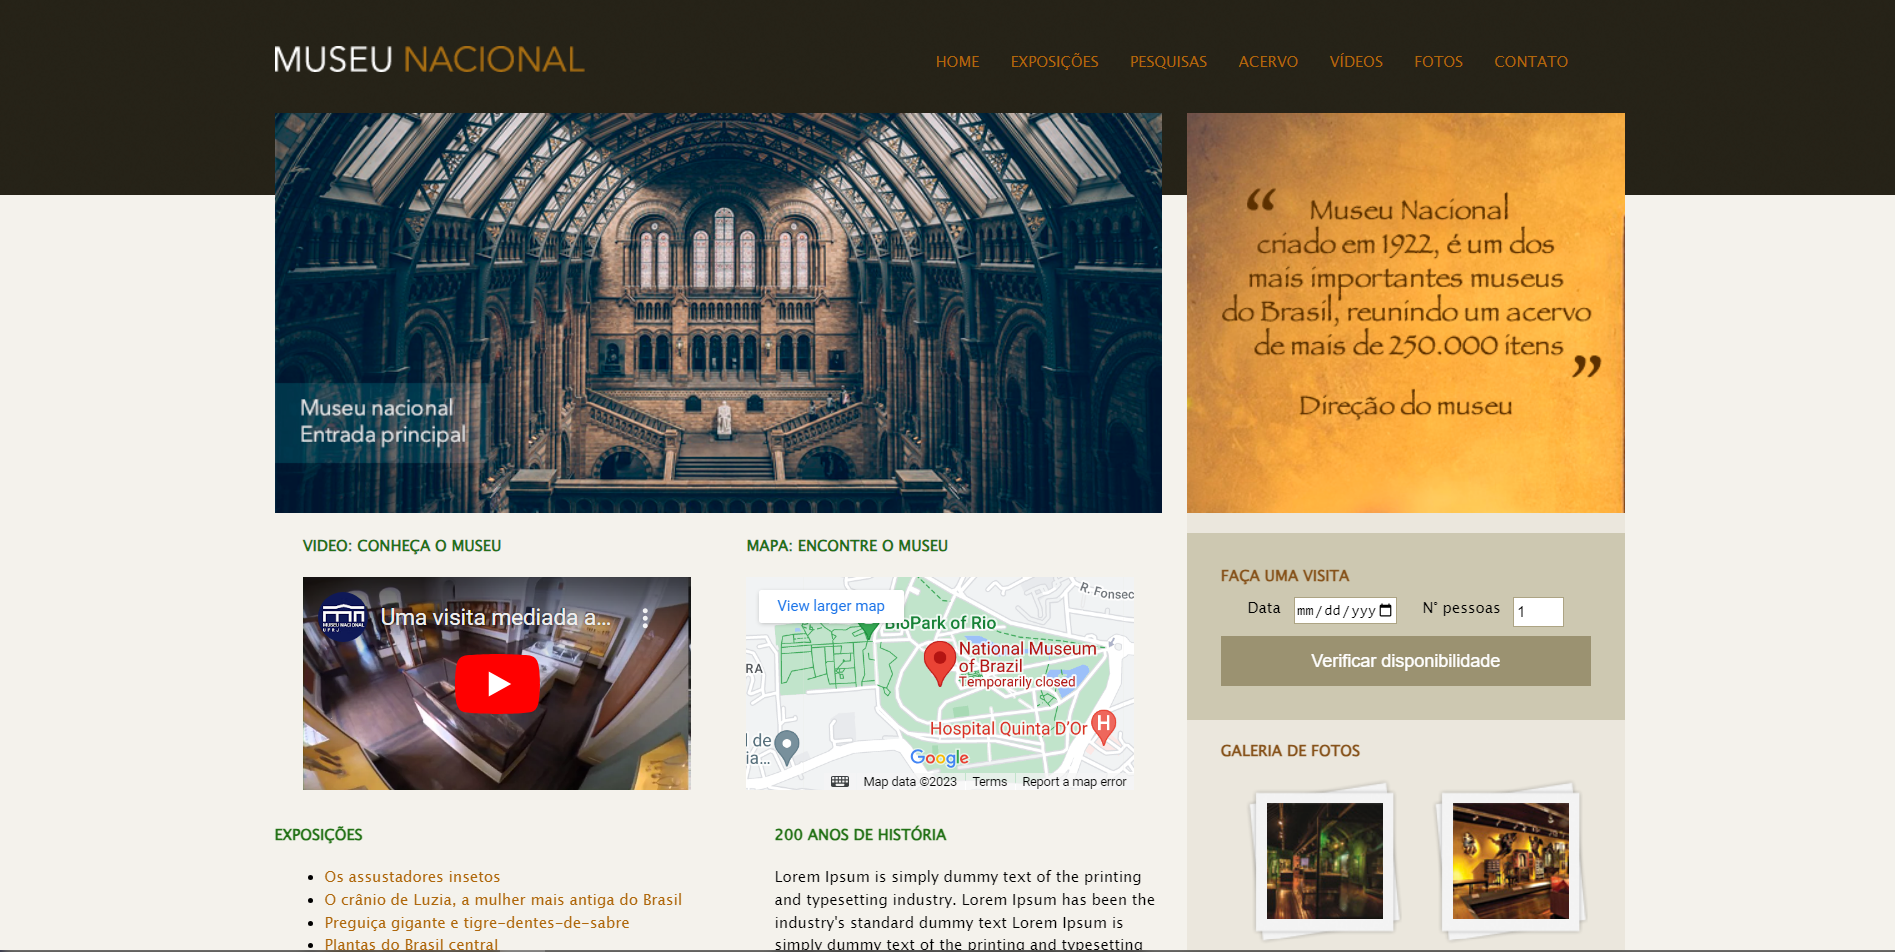 MUSEU NACIONAL
HOME EXPOSIÇÕES PESQUISAS ACERVO VÍDEOS FOTOS CONTATO
Museu nacional
Entrada principal
“ Museu Nacional
criado em 1922, é um dos
mais importantes museus
do Brasil, reunindo um acervo
de mais de 250.000 itens ”
Direção do museu
VIDEO: CONHEÇA O MUSEU
MUSEU NACIONAL
UFRJ
Uma visita mediada a...
MAPA: ENCONTRE O MUSEU
View larger map
R. Fonsec
BioPark of Rio
National Museum
of Brazil
Temporarily closed
RA
Hospital Quinta D'Or
H
l de
ia...
Google
Map data ©2023 Terms Report a map error
FAÇA UMA VISITA
Data mm/dd/yyy N° pessoas 1
Verificar disponibilidade
GALERIA DE FOTOS
EXPOSIÇÕES
Os assustadores insetos
O crânio de Luzia, a mulher mais antiga do Brasil
Preguiça gigante e tigre-dentes-de-sabre
Plantas do Brasil central
200 ANOS DE HISTÓRIA
Lorem Ipsum is simply dummy text of the printing
and typesetting industry. Lorem Ipsum has been the
industry's standard dummy text Lorem Ipsum is
simply dummy text of the printing and typesetting